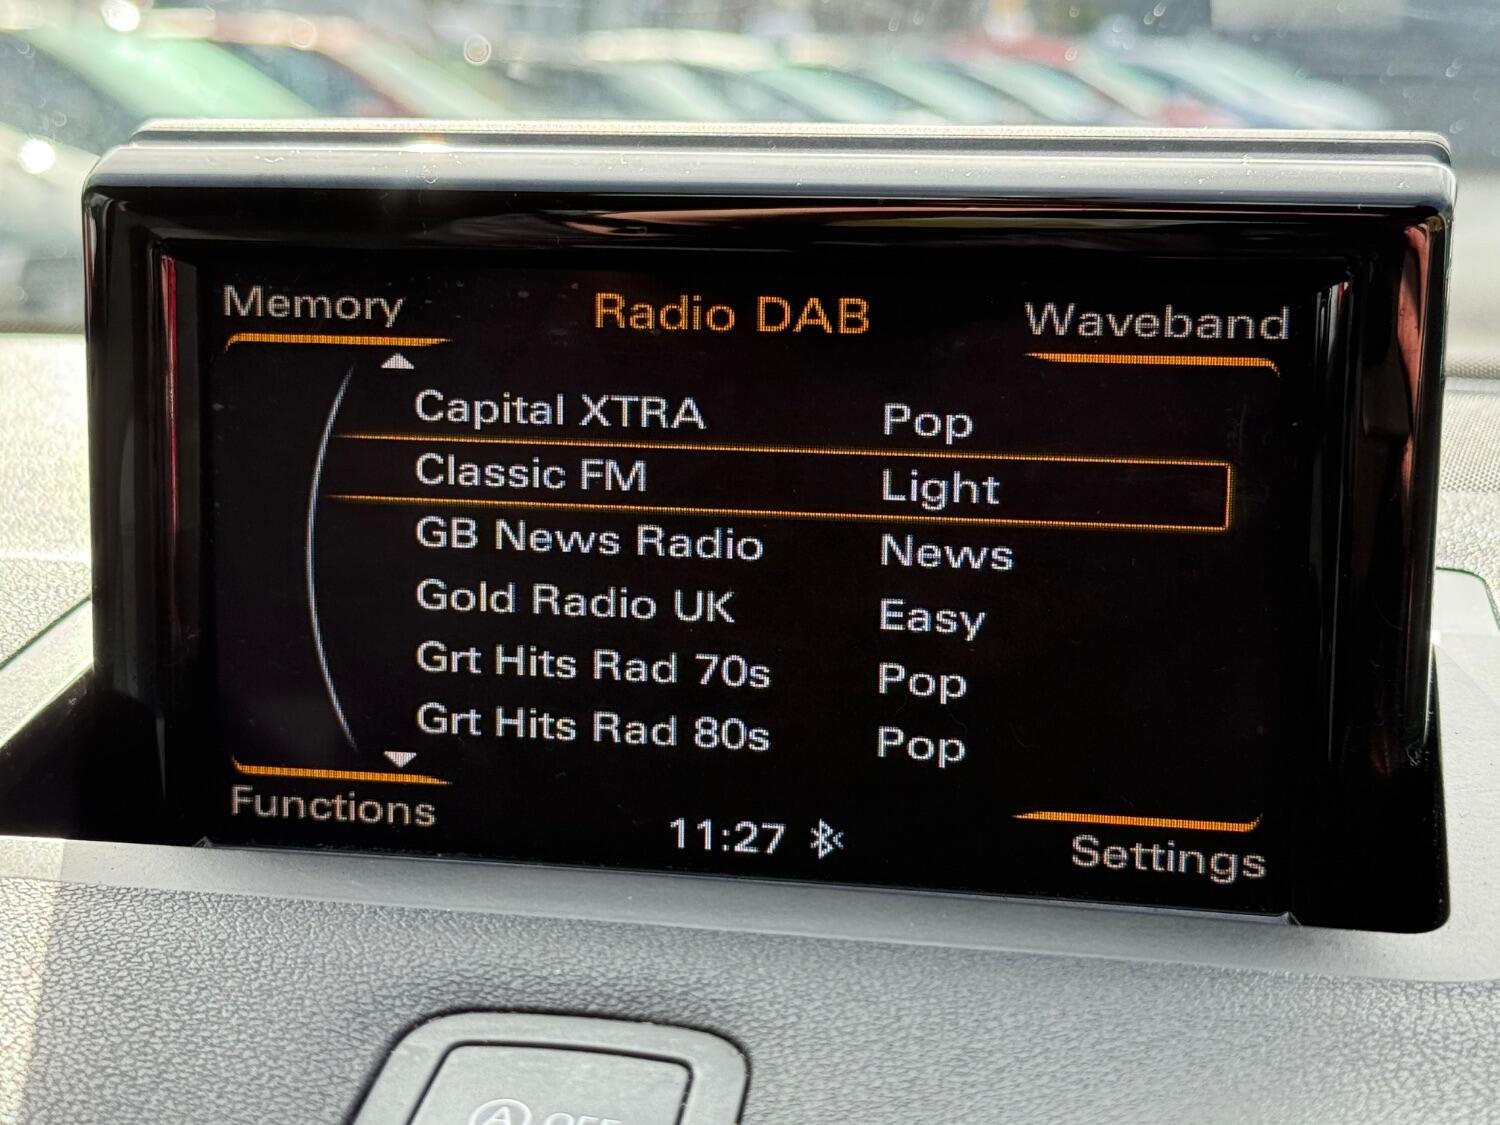 Memory Radio DAB Waveband
Capital XTRA Pop
Classic FM Light
GB News Radio News
Gold Radio UK Easy
Grt Hits Rad 70s Pop
Grt Hits Rad 80s Pop
Functions 11:27 Settings
A OFF